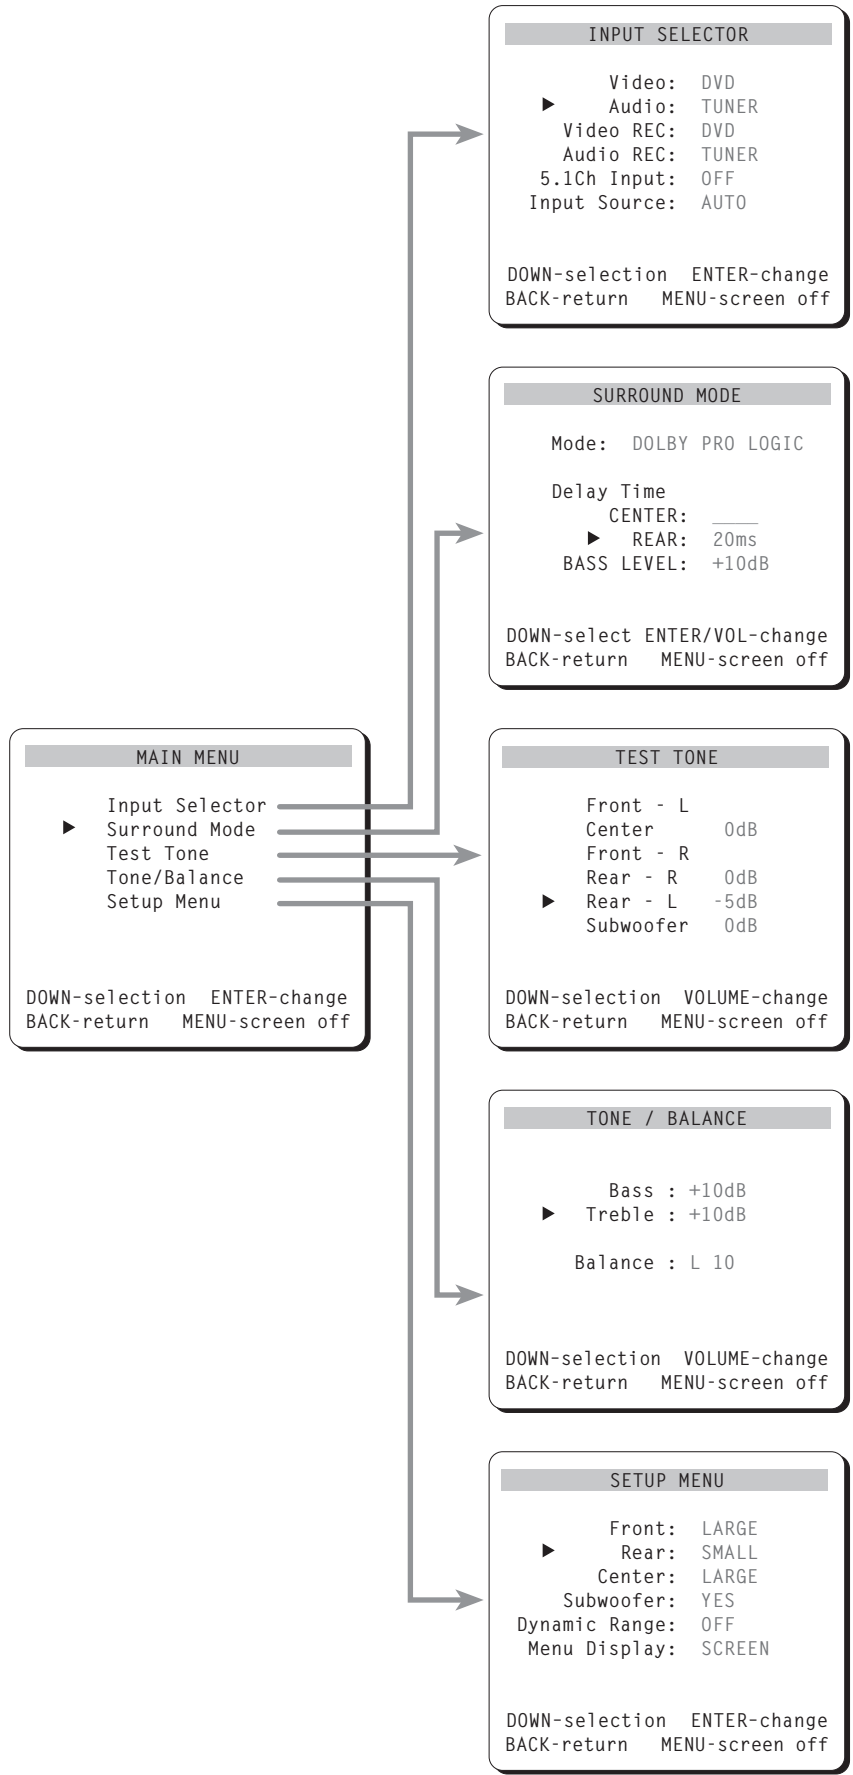 INPUT SELECTOR
Video: DVD
Audio: TUNER
Video REC: DVD
Audio REC: TUNER
5.1Ch Input: OFF
Input Source: AUTO
DOWN-selection ENTER-change
BACK-return MENU-screen off
SURROUND MODE
Mode: DOLBY PRO LOGIC
Delay Time
CENTER: ____
REAR: 20ms
BASS LEVEL: +10dB
DOWN-select ENTER/VOL-change
BACK-return MENU-screen off
MAIN MENU
Input Selector
Surround Mode
Test Tone
Tone/Balance
Setup Menu
DOWN-selection ENTER-change
BACK-return MENU-screen off
TEST TONE
Front - L
Center 0dB
Front - R
Rear - R 0dB
Rear - L -5dB
Subwoofer 0dB
DOWN-selection VOLUME-change
BACK-return MENU-screen off
TONE / BALANCE
Bass : +10dB
Treble : +10dB
Balance : L 10
DOWN-selection VOLUME-change
BACK-return MENU-screen off
SETUP MENU
Front: LARGE
Rear: SMALL
Center: LARGE
Subwoofer: YES
Dynamic Range: OFF
Menu Display: SCREEN
DOWN-selection ENTER-change
BACK-return MENU-screen off